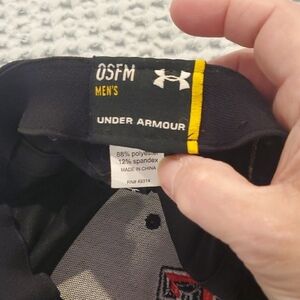 OSFM
MEN'S
UNDER ARMOUR
88% polyester
12% spandex
MADE IN CHINA